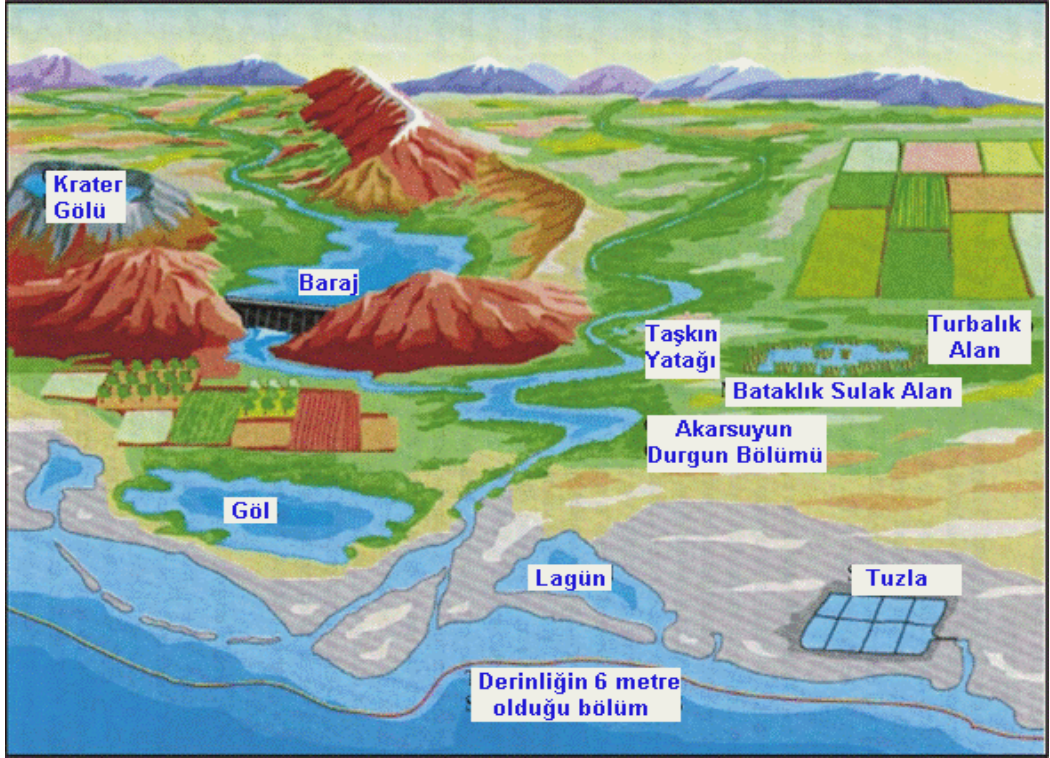 Krater
Gölü
Baraj
Taşkın
Yatağı
Turbalık
Alan
Bataklık Sulak Alan
Akarsuyun
Durgun Bölümü
Göl
Lagün
Tuzla
Derinliğin 6 metre
olduğu bölüm